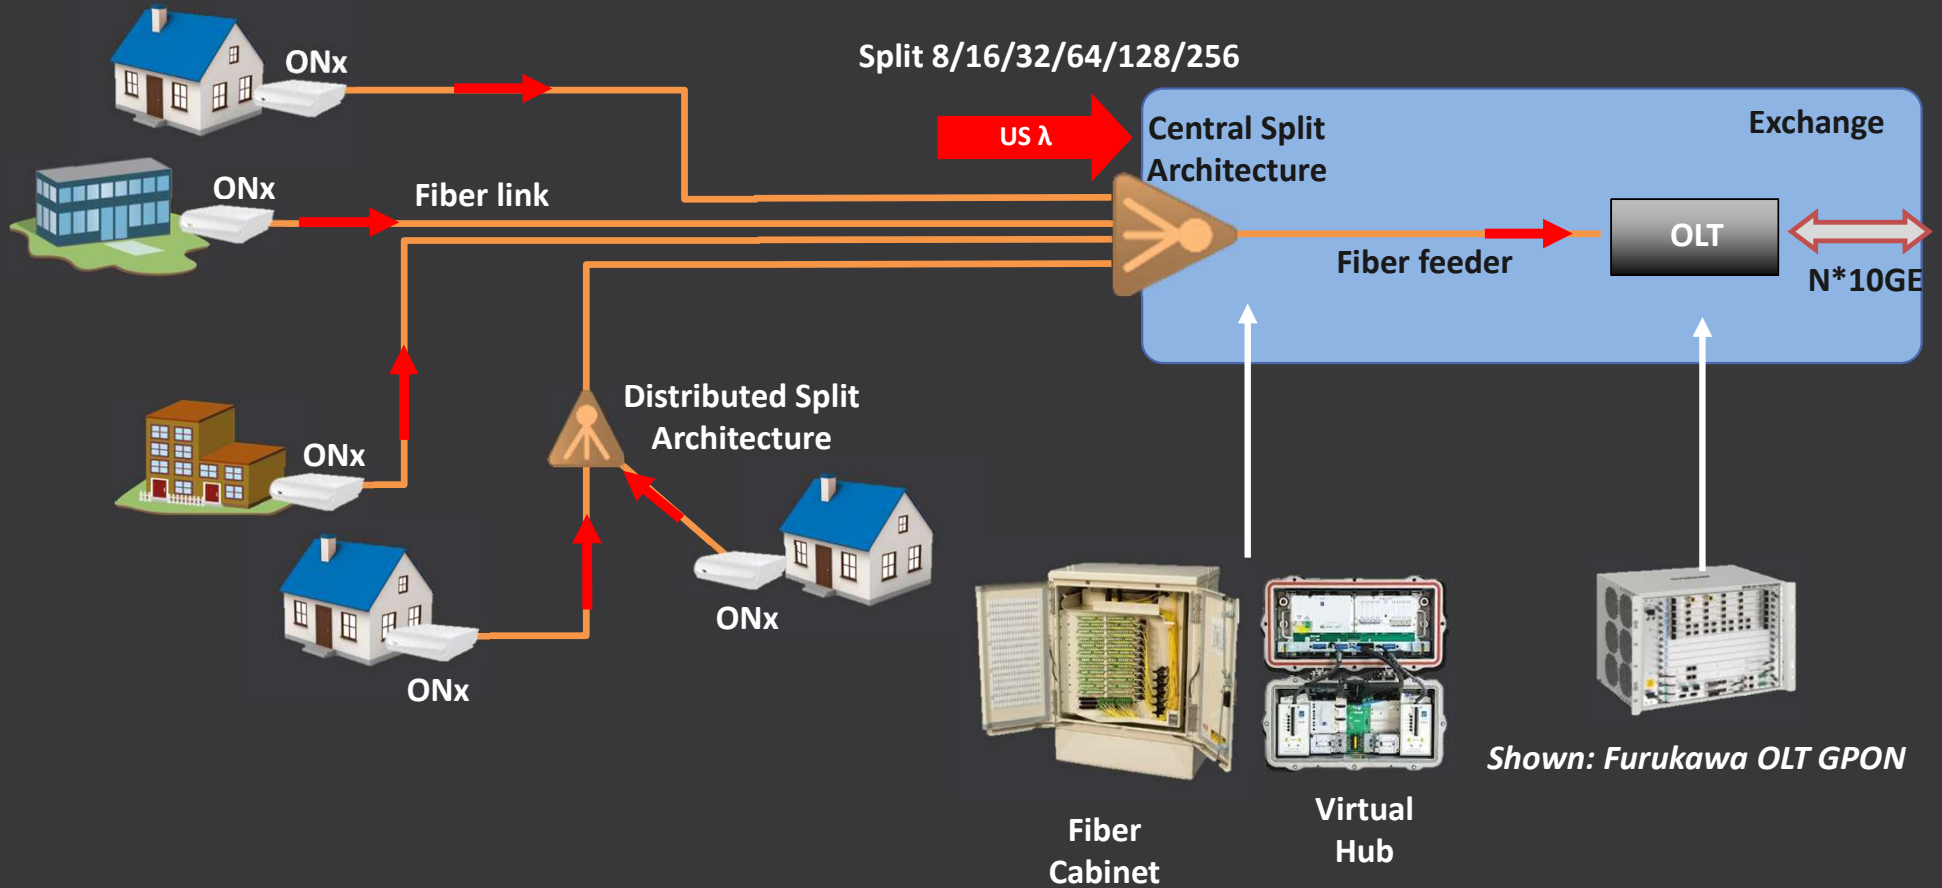 Split 8/16/32/64/128/256
ONx
US λ
Central Split
Architecture
Exchange
ONx
Fiber link
OLT
Fiber feeder
N*10GE
Distributed Split
Architecture
ONx
ONx
ONx
Shown: Furukawa OLT GPON
Fiber
Cabinet
Virtual
Hub